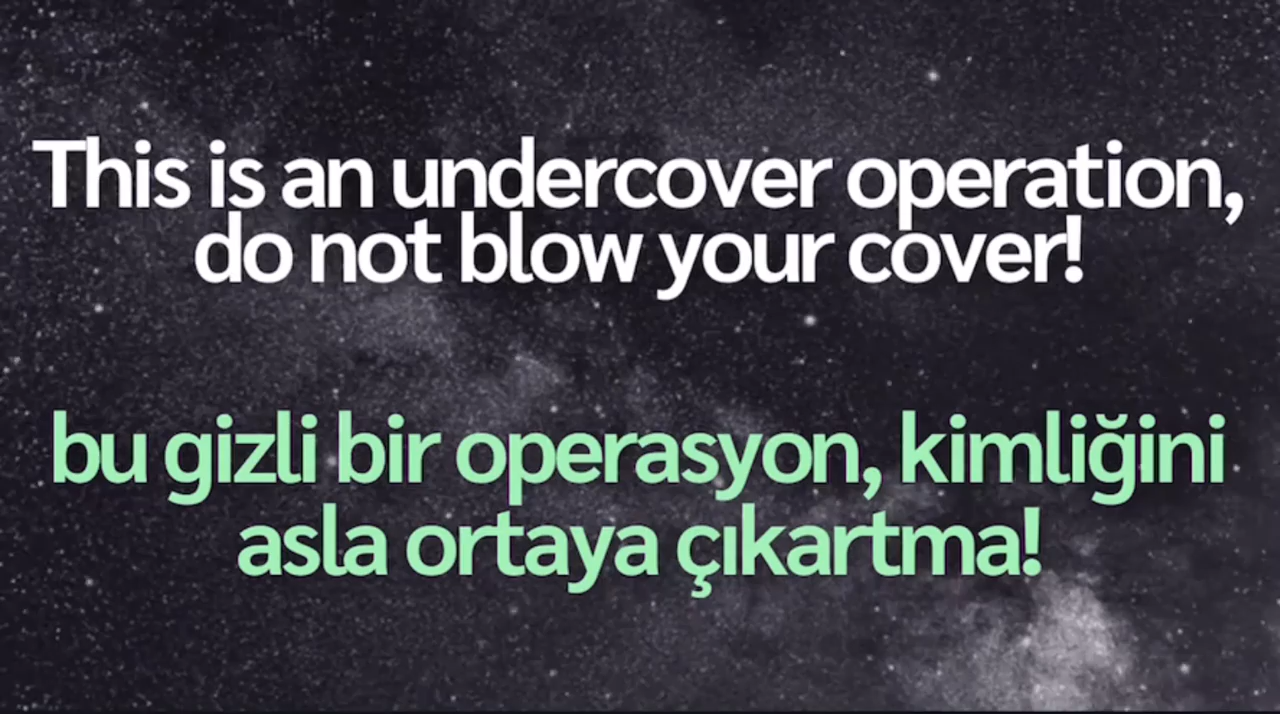 This is an undercover operation,
do not blow your cover!
bu gizli bir operasyon, kimliğini
asla ortaya çıkartma!